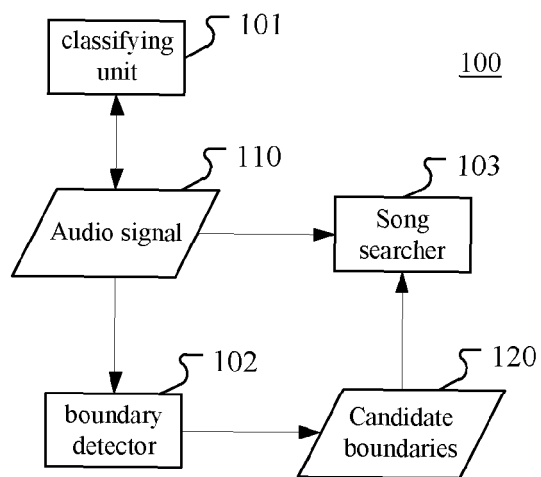 101
classifying
unit
100
110
103
Audio signal
Song
searcher
102
120
boundary
detector
Candidate
boundaries